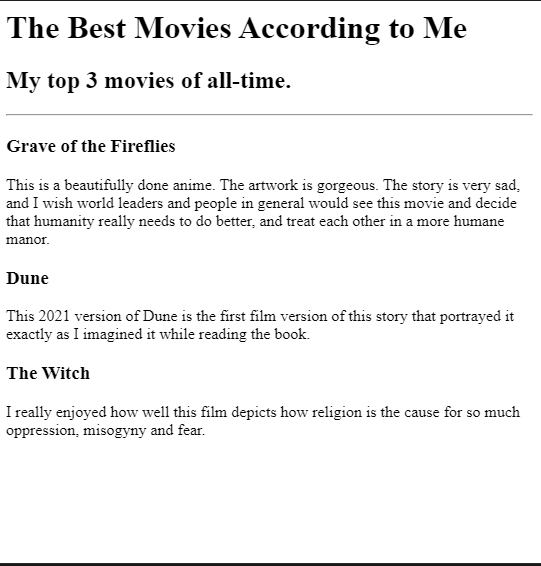 The Best Movies According to Me
My top 3 movies of all-time.
Grave of the Fireflies
This is a beautifully done anime. The artwork is gorgeous. The story is very sad,
and I wish world leaders and people in general would see this movie and decide
that humanity really needs to do better, and treat each other in a more humane
manor.
Dune
This 2021 version of Dune is the first film version of this story that portrayed it
exactly as I imagined it while reading the book.
The Witch
I really enjoyed how well this film depicts how religion is the cause for so much
oppression, misogyny and fear.